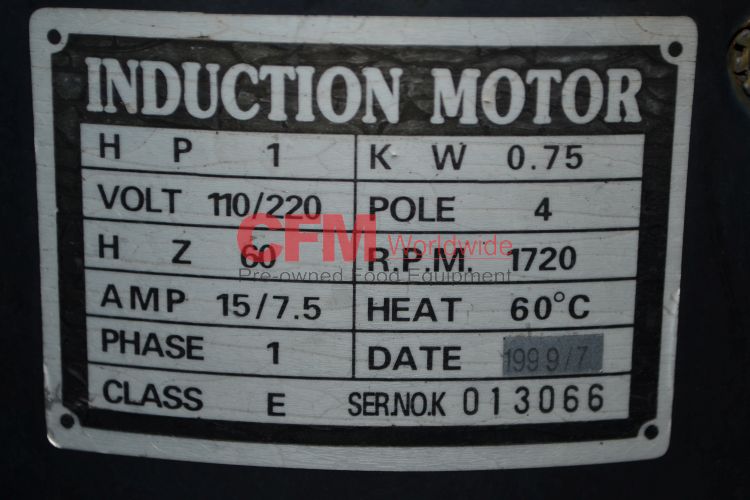 INDUCTION MOTOR
H P 1 K W 0.75
VOLT 110/220 POLE 4
H Z 60 R.P.M. 1720
CFM Worldwide
Pre-owned Food Equipment
AMP 15/7.5 HEAT 60°C
PHASE 1 DATE 1999/7
CLASS E SER.NO.K 013066